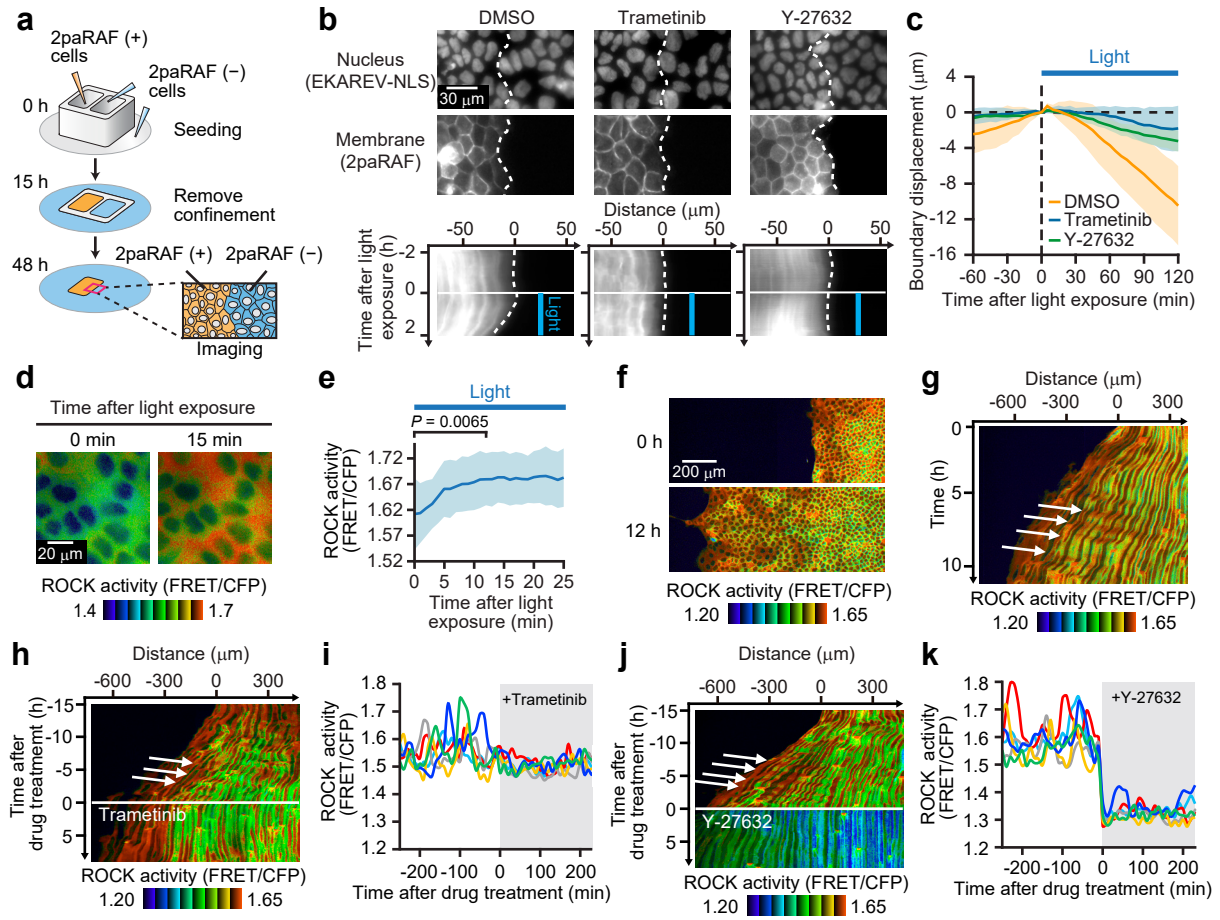 a
2paRAF (+)
cells
2paRAF (−)
cells
0 h
Seeding
15 h
Remove
confinement
2paRAF (+) 2paRAF (−)
48 h
Imaging
b
DMSO Trametinib Y-27632
Nucleus
(EKAREV-NLS)
30 μm
Membrane
(2paRAF)
Distance (μm)
-50 0 50 -50 0 50 -50 0 50
Time after light
exposure (h)
-2
0
2
Light
c
Light
Boundary displacement (μm)
4
0
-4
-8
-12
-16
DMSO
Trametinib
Y-27632
-60 -30 0 30 60 90 120
Time after light exposure (min)
d
Time after light exposure
0 min 15 min
20 μm
ROCK activity (FRET/CFP)
1.4 1.7
e
Light
P = 0.0065
ROCK activity
(FRET/CFP)
1.72
1.67
1.62
1.57
1.52
0 5 10 15 20 25
Time after light
exposure (min)
f
0 h
200 μm
12 h
ROCK activity (FRET/CFP)
1.20 1.65
g
Distance (μm)
-600 -300 0 300
Time (h)
0
5
10
ROCK activity (FRET/CFP)
1.20 1.65
h
Distance (μm)
-600 -300 0 300
Time after
drug treatemnt (h)
-15
-10
-5
0
5
Trametinib
ROCK activity (FRET/CFP)
1.20 1.65
i
ROCK activity
(FRET/CFP)
1.8
1.7
1.6
1.5
1.4
1.3
1.2
+Trametinib
-200 -100 0 100 200
Time after drug treatment (min)
j
Distance (μm)
-600 -300 0 300
Time after
drug treatemnt (h)
-15
-10
-5
0
5
Y-27632
ROCK activity (FRET/CFP)
1.20 1.65
k
ROCK activity
(FRET/CFP)
1.8
1.7
1.6
1.5
1.4
1.3
1.2
+Y-27632
-200 -100 0 100 200
Time after drug treatment (min)